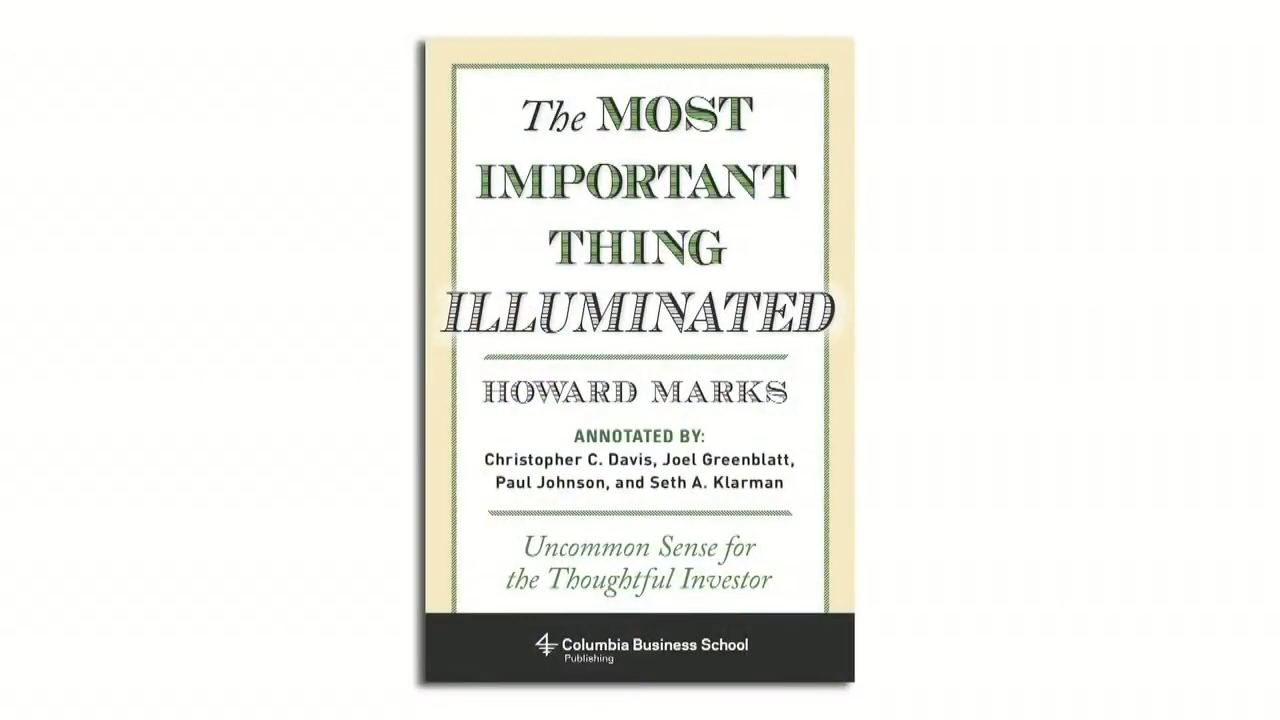 The MOST
IMPORTANT
THING
ILLUMINATED
HOWARD MARKS
ANNOTATED BY:
Christopher C. Davis, Joel Greenblatt,
Paul Johnson, and Seth A. Klarman
Uncommon Sense for
the Thoughtful Investor
Columbia Business School
Publishing